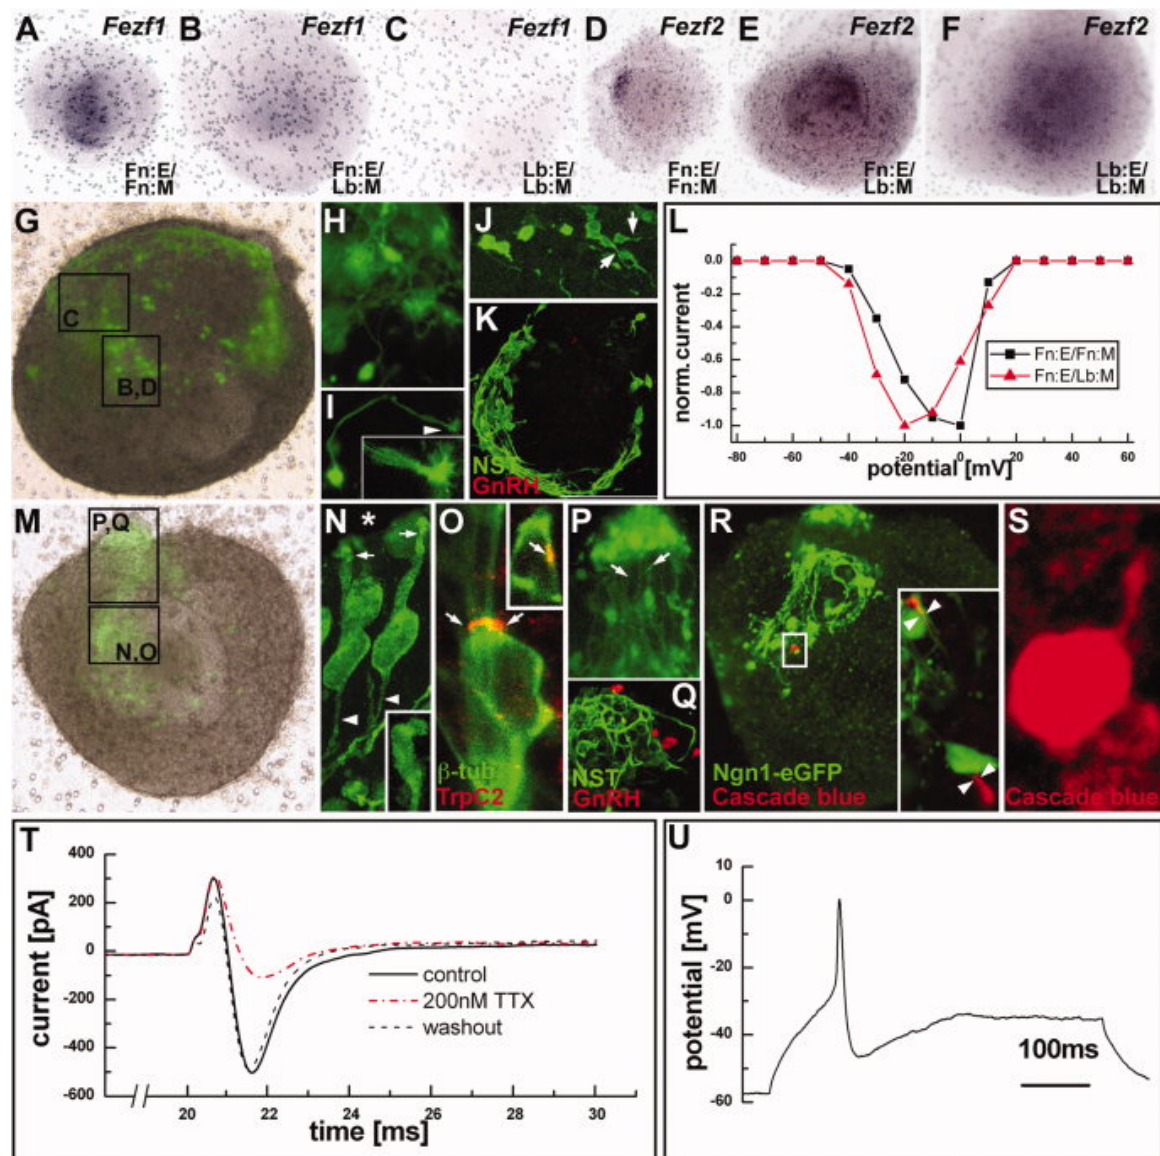 A Fezf1
Fn:E/
Fn:M
B Fezf1
Fn:E/
Lb:M
C Fezf1
Lb:E/
Lb:M
D Fezf2
Fn:E/
Fn:M
E Fezf2
Fn:E/
Lb:M
F Fezf2
Lb:E/
Lb:M
G
C
B,D
H
I
J
K
NST
GnRH
L
norm. current
0.0
-0.2
-0.4
-0.6
-0.8
-1.0
Fn:E/Fn:M
Fn:E/Lb:M
-80 -60 -40 -20 0 20 40 60
potential [mV]
M
P,Q
N,O
N *
O
β-tub
TrpC2
P
Q
NST
GnRH
R
Ngn1-eGFP
Cascade blue
S
Cascade blue
T
current [pA]
400
200
0
-200
-400
-600
control
200nM TTX
washout
20 22 24 26 28 30
time [ms]
U
potential [mV]
10
0
-20
-40
-60
100ms